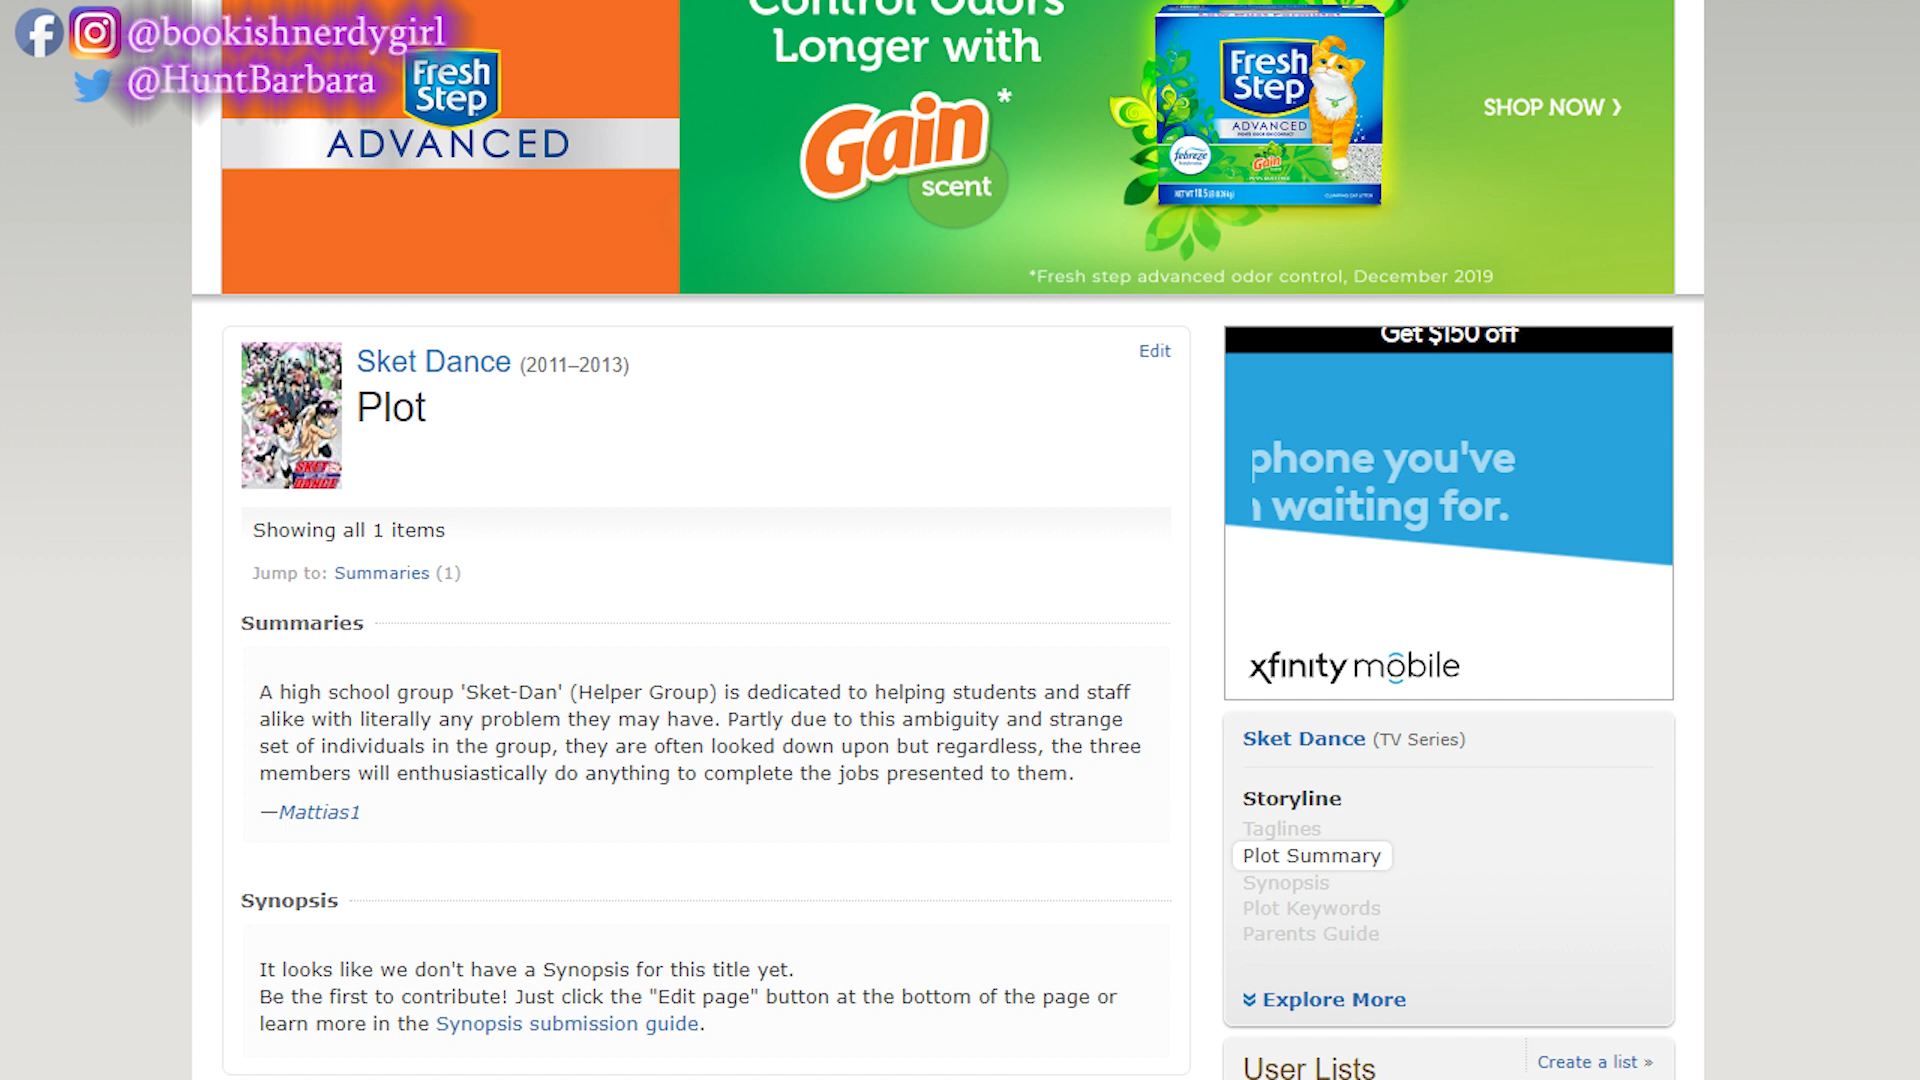 @bookishnerdygirl
@HuntBarbara
Fresh
Step
ADVANCED
Control Odors
Longer with
Gain *
scent
Fresh
Step
ADVANCED
febreze
Gain
SHOP NOW ❯
*Fresh step advanced odor control, December 2019
Sket Dance (2011–2013)
Edit
Plot
SKET
DANCE
Showing all 1 items
Jump to: Summaries (1)
Summaries
A high school group 'Sket-Dan' (Helper Group) is dedicated to helping students and staff
alike with literally any problem they may have. Partly due to this ambiguity and strange
set of individuals in the group, they are often looked down upon but regardless, the three
members will enthusiastically do anything to complete the jobs presented to them.
—Mattias1
Synopsis
It looks like we don't have a Synopsis for this title yet.
Be the first to contribute! Just click the "Edit page" button at the bottom of the page or
learn more in the Synopsis submission guide.
Get $150 off
phone you've
waiting for.
xfinity mobile
Sket Dance (TV Series)
Storyline
Taglines
Plot Summary
Synopsis
Plot Keywords
Parents Guide
Explore More
User Lists
Create a list »